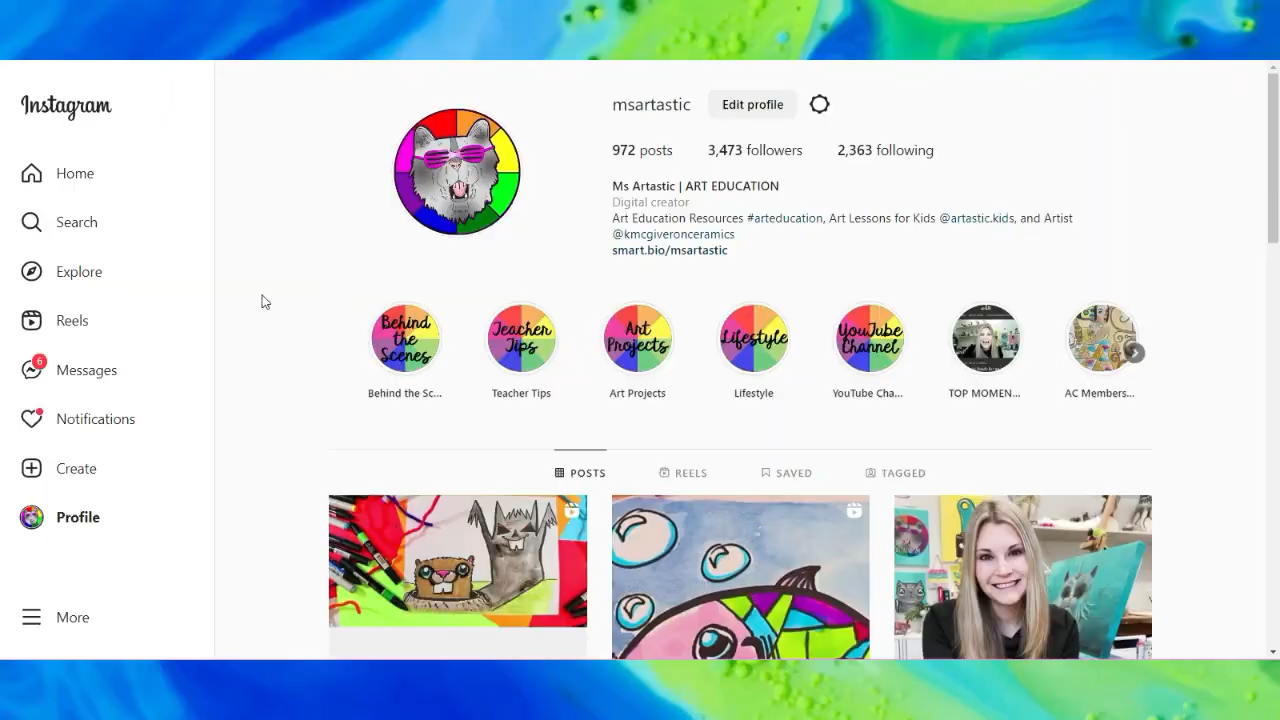 Instagram
Home
Search
Explore
Reels
6
Messages
Notifications
Create
Profile
More
msartastic Edit profile
972 posts 3,473 followers 2,363 following
Ms Artastic | ART EDUCATION
Digital creator
Art Education Resources #arteducation, Art Lessons for Kids @artastic.kids, and Artist
@kmcgiveronceramics
smart.bio/msartastic
Behind
the
Scenes
Teacher
Tips
Art
Projects
Lifestyle
YouTube
Channel
Behind the Sc... Teacher Tips Art Projects Lifestyle YouTube Cha... TOP MOMEN... AC Members...
POSTS REELS SAVED TAGGED